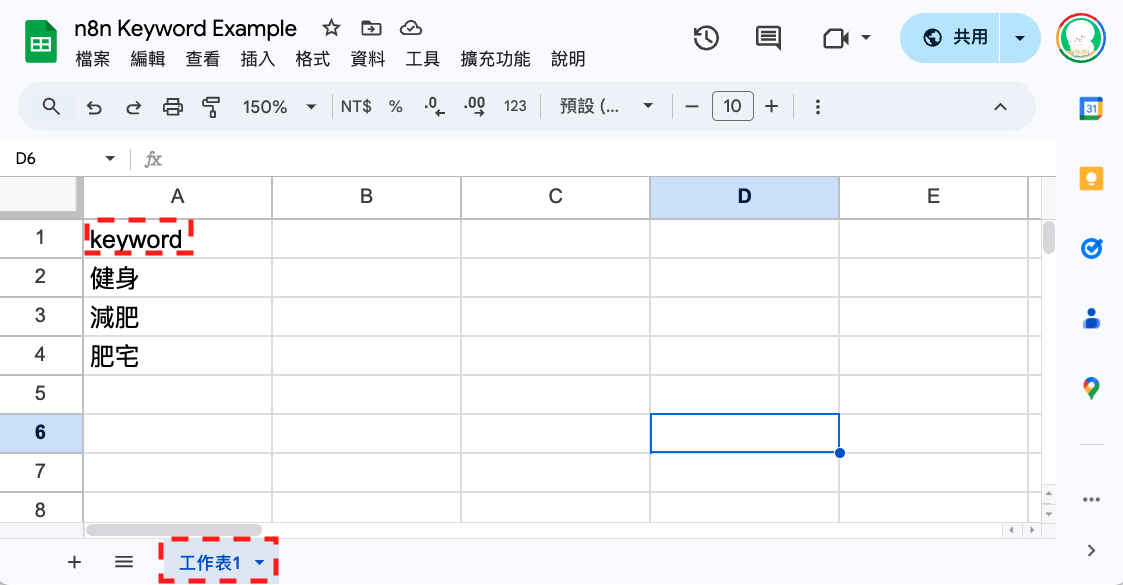 n8n Keyword Example
檔案 編輯 查看 插入 格式 資料 工具 擴充功能 說明
共用
150% NT$ % .0 .00 123 預設 (... 10
31
D6 fx
A B C D E
1 keyword
2 健身
3 減肥
4 肥宅
5
6
7
8
工作表1